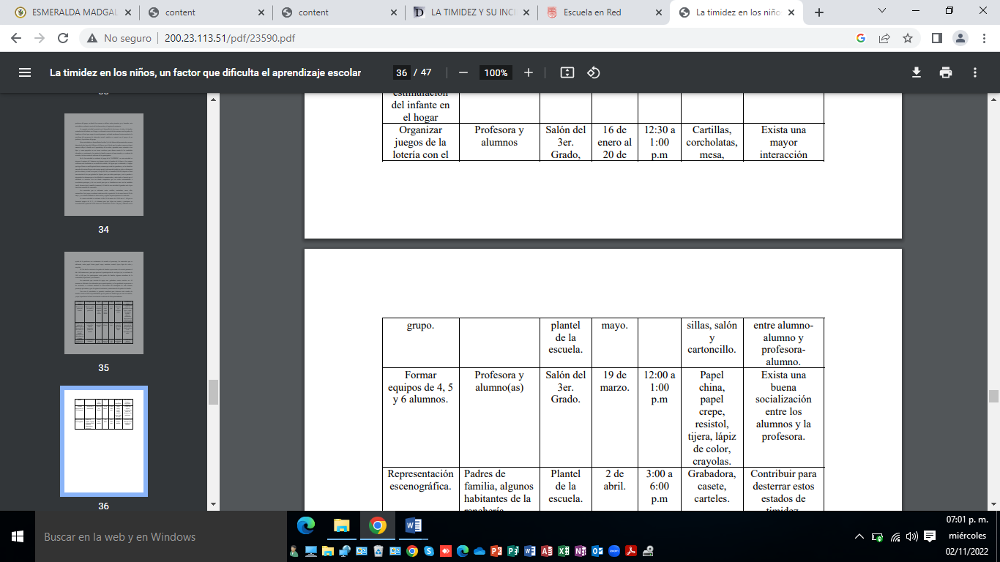 ESMERALDA MADGAL
content
content
LA TIMIDEZ Y SU INCI
Escuela en Red
La timidez en los niño
No seguro
200.23.113.51/pdf/23590.pdf
La timidez en los niños, un factor que dificulta el aprendizaje escolar
36 / 47
100%
34
35
36
estimulación
del infante en
el hogar
Organizar
juegos de la
lotería con el
Profesora y
alumnos
Salón del
3er.
Grado,
16 de
enero al
20 de
12:30 a
1:00
p.m
Cartillas,
corcholatas,
mesa,
Exista una
mayor
interacción
grupo.
plantel
de la
escuela.
mayo.
sillas, salón
y
cartoncillo.
entre alumno-
alumno y
profesora-
alumno.
Formar
equipos de 4, 5
y 6 alumnos.
Profesora y
alumno(as)
Salón del
3er.
Grado.
19 de
marzo.
12:00 a
1:00
p.m
Papel
china,
papel
crepe,
resistol,
tijera, lápiz
de color,
crayolas.
Exista una
buena
socialización
entre los
alumnos y la
profesora.
Representación
escenográfica.
Padres de
familia, algunos
habitantes de la
ranchería
Plantel
de la
escuela.
2 de
abril.
3:00 a
6:00
p.m
Grabadora,
casete,
carteles.
Contribuir para
desterrar estos
estados de
timidez
Buscar en la web y en Windows
07:01 p. m.
miércoles
02/11/2022